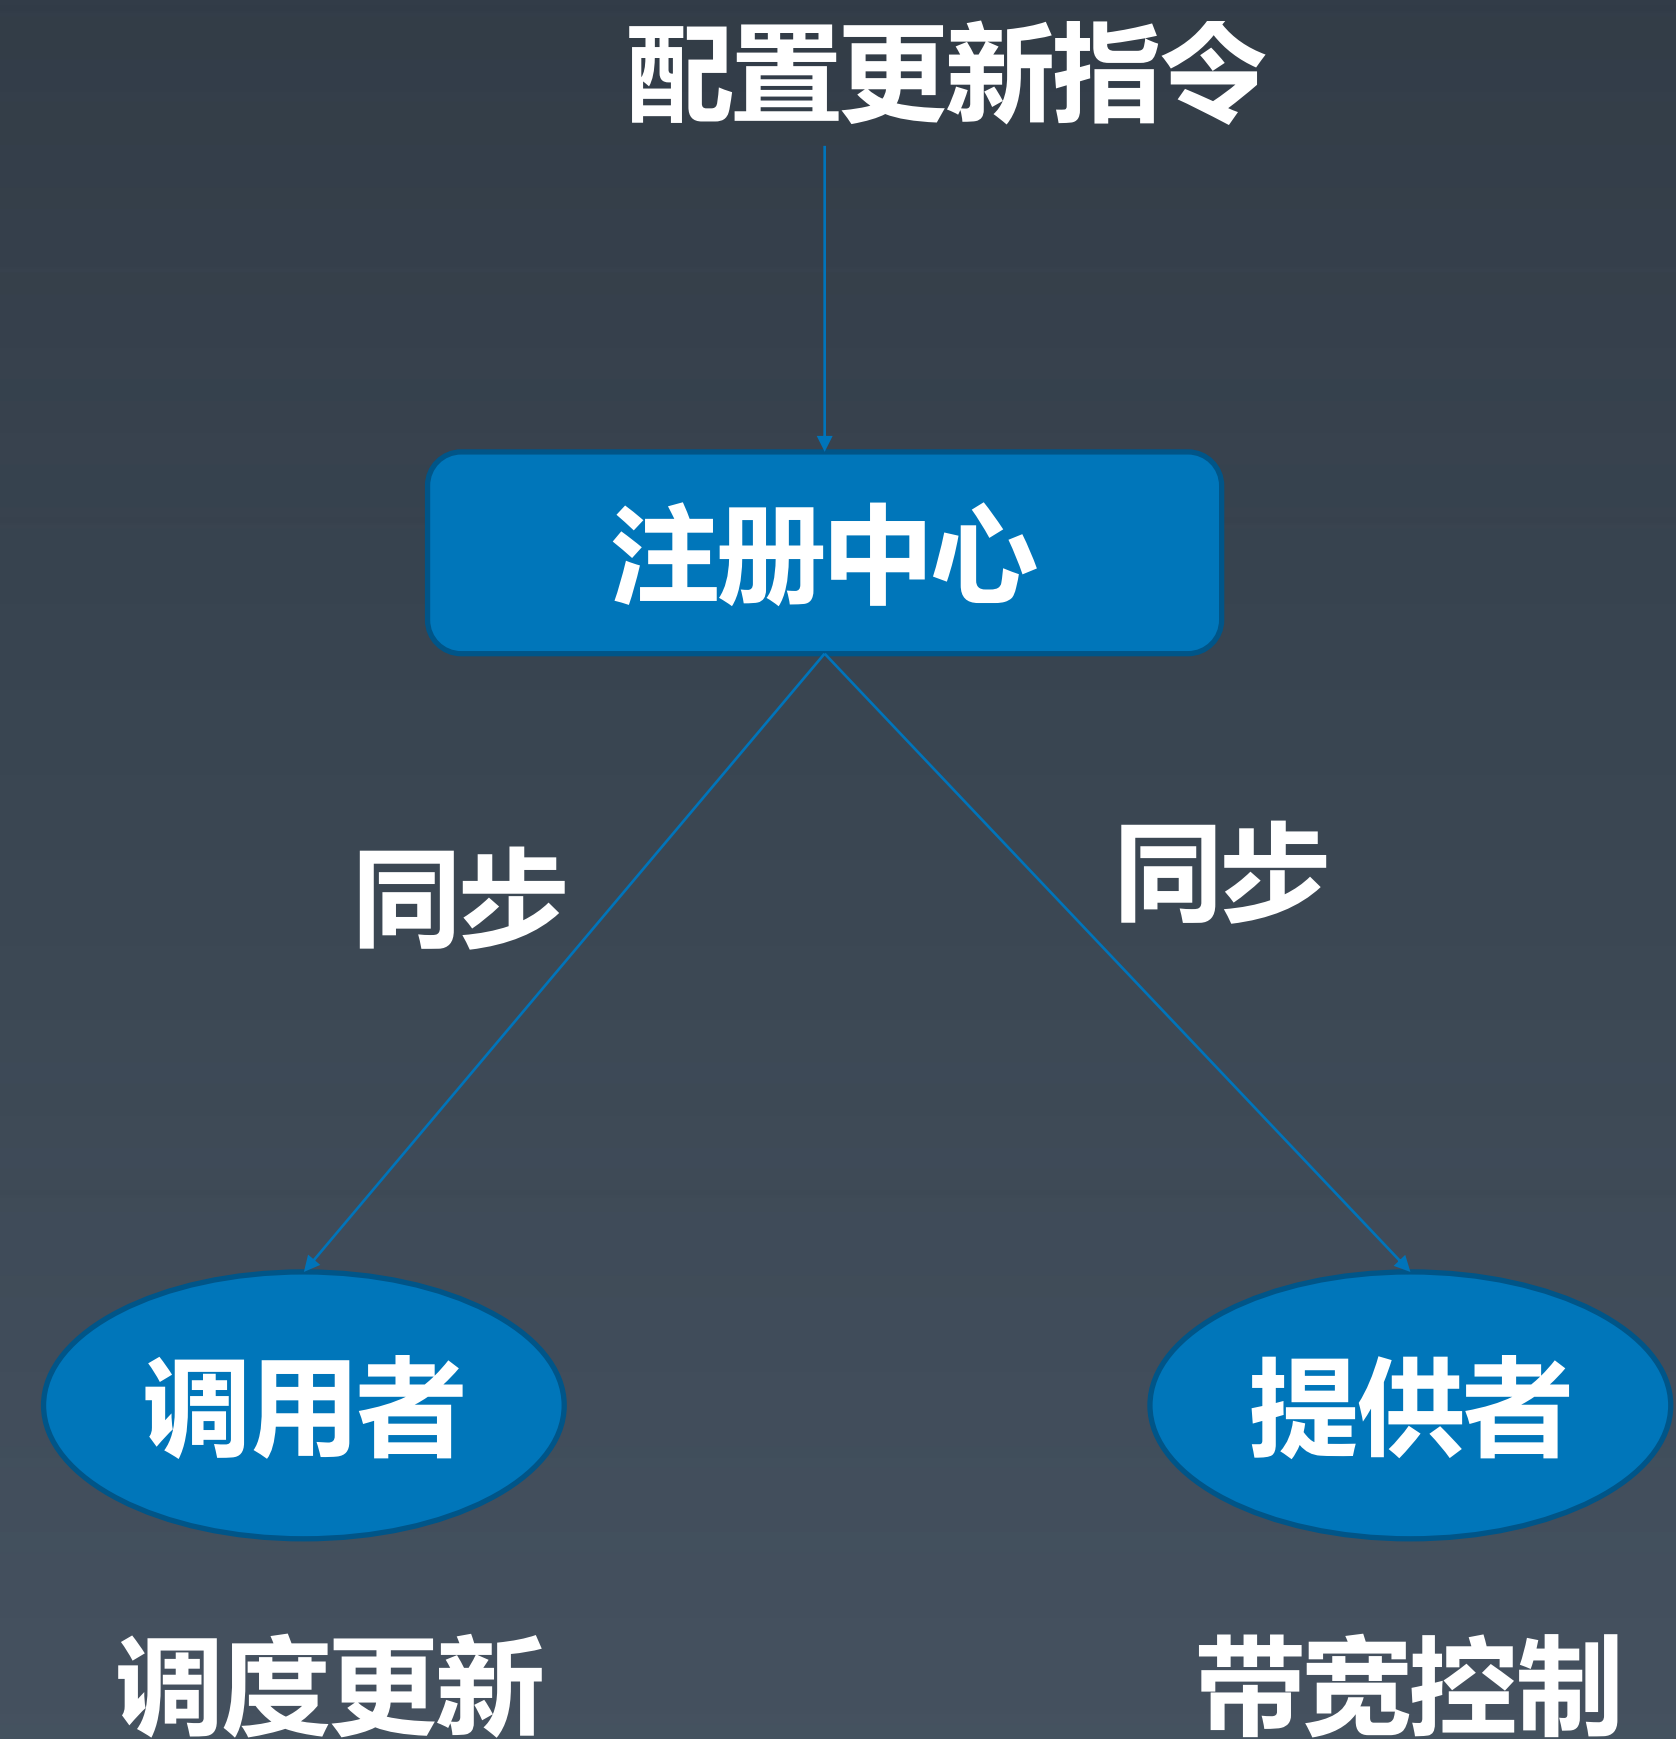 配置更新指令
注册中心
同步
同步
调用者
提供者
调度更新
带宽控制